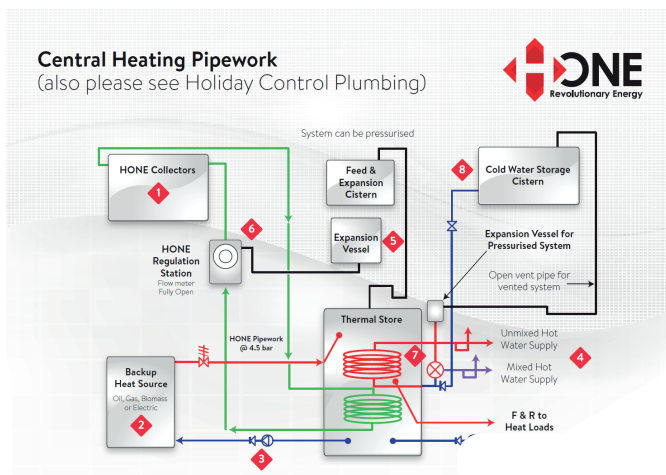 Central Heating Pipework
(also please see Holiday Control Plumbing)
HONE
Revolutionary Energy
System can be pressurised
HONE Collectors
1
Feed &
Expansion
Cistern
8
Cold Water Storage
Cistern
6
HONE
Regulation
Station
Flow meter
Fully Open
Expansion
Vessel
5
Expansion Vessel for
Pressurised System
Open vent pipe for
vented system
Thermal Store
HONE Pipework
@ 4.5 bar
7
Unmixed Hot
Water Supply
4
Mixed Hot
Water Supply
Backup
Heat Source
Oil, Gas, Biomass
or Electric
2
F & R to
Heat Loads
3